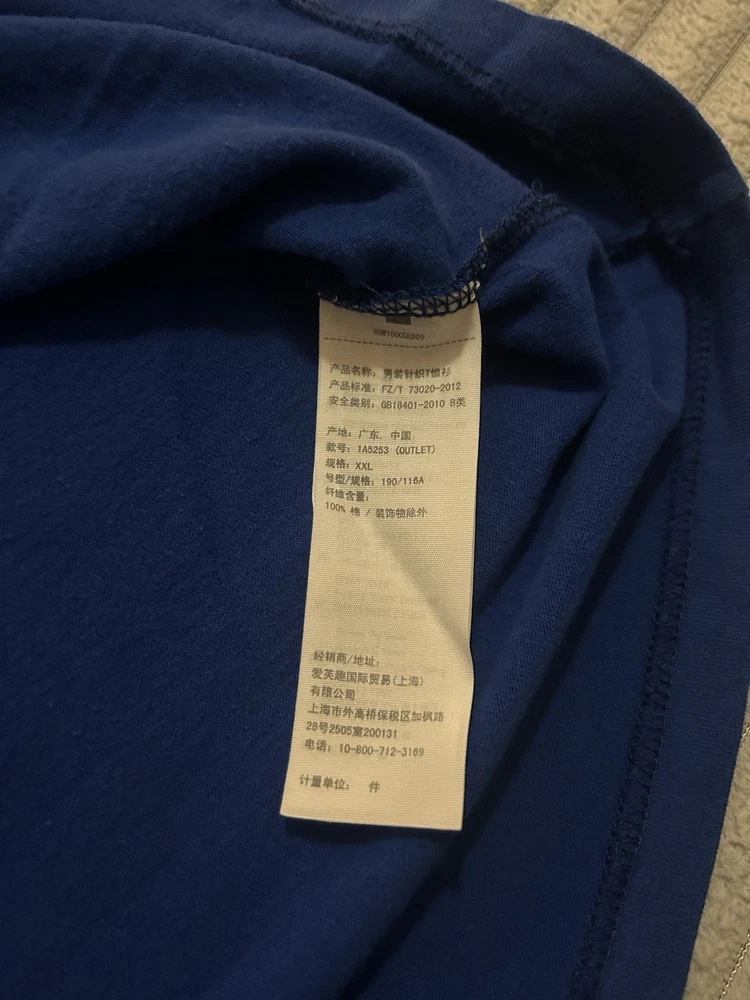 产品名称: 男装针织T恤衫
产品标准: FZ/T 73020-2012
安全类别: GB18401-2010 B类
产地: 广东, 中国
款号: 1A5253 (OUTLET)
规格: XXL
号型/规格: 190/116A
纤维含量:
100% 棉 / 装饰物除外
经销商/地址:
爱芙趣国际贸易(上海)
有限公司
上海市外高桥保税区加枫路
28号2505室200131
电话: 10-800-712-3169
计量单位: 件